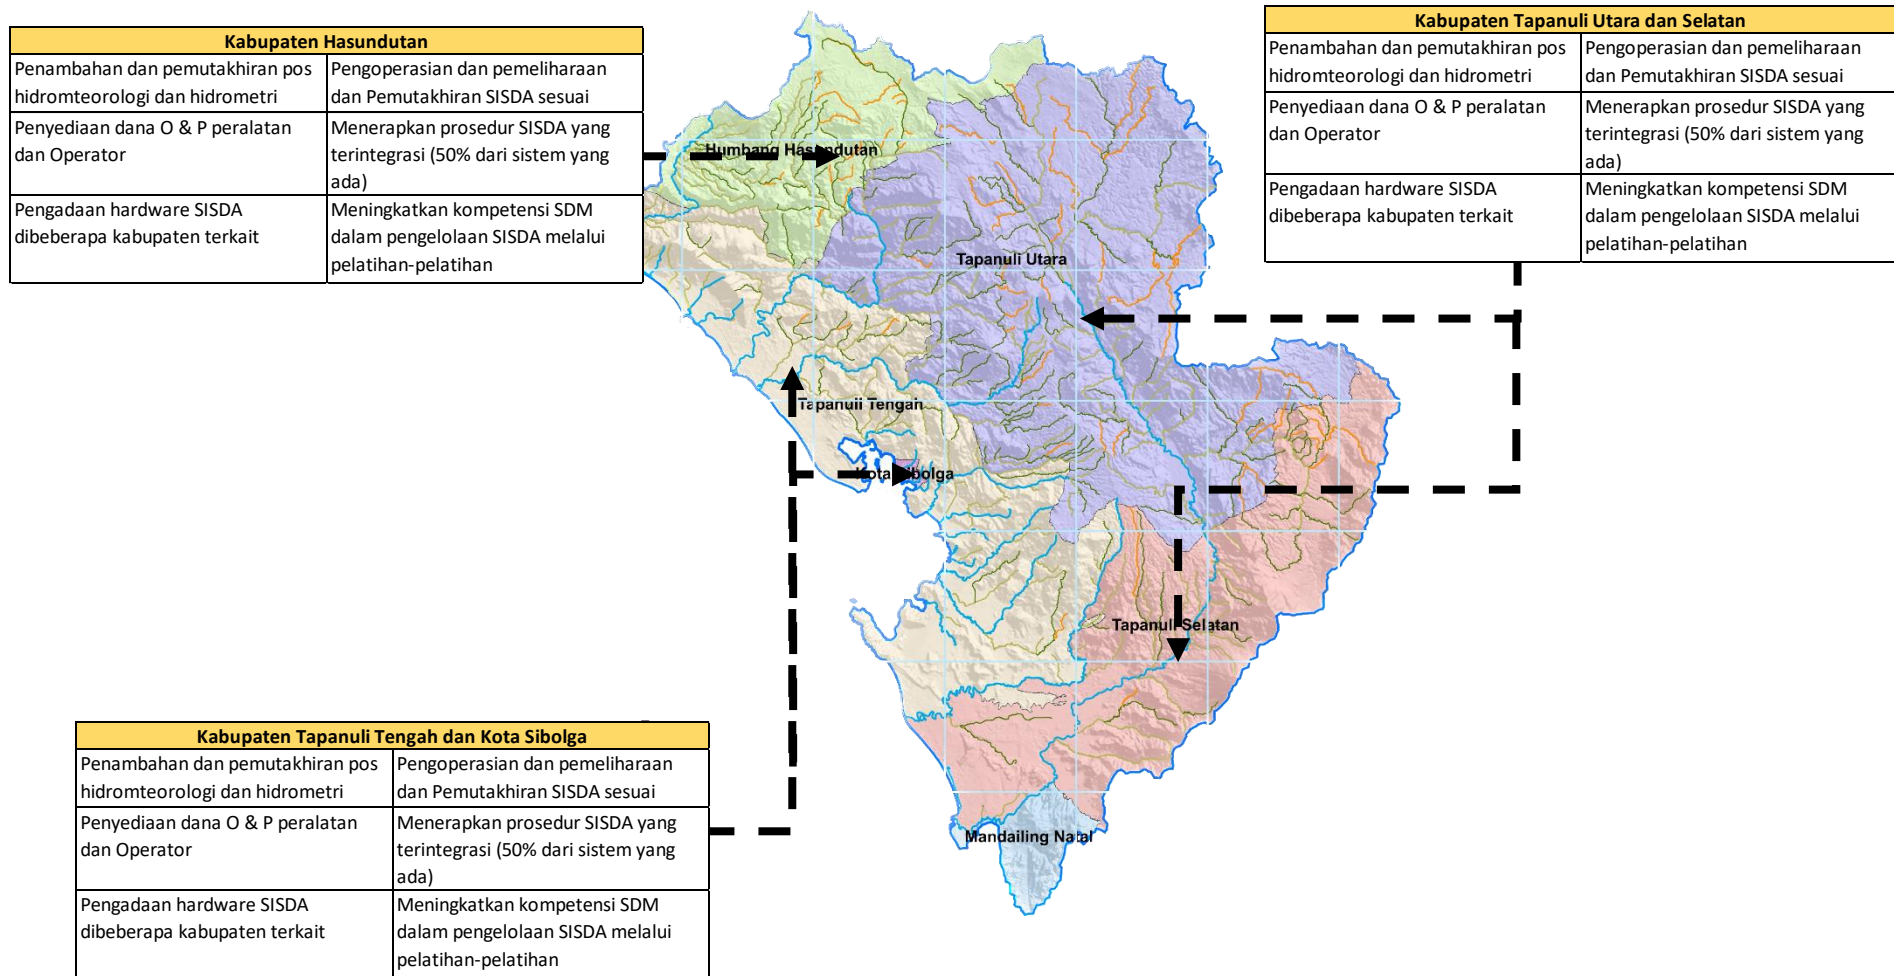 Kabupaten Hasundutan
Penambahan dan pemutakhiran pos
hidromteorologi dan hidrometri
Pengoperasian dan pemeliharaan
dan Pemutakhiran SISDA sesuai
Penyediaan dana O & P peralatan
dan Operator
Menerapkan prosedur SISDA yang
terintegrasi (50% dari sistem yang
ada)
Pengadaan hardware SISDA
dibeberapa kabupaten terkait
Meningkatkan kompetensi SDM
dalam pengelolaan SISDA melalui
pelatihan-pelatihan
Kabupaten Tapanuli Utara dan Selatan
Penambahan dan pemutakhiran pos
hidromteorologi dan hidrometri
Pengoperasian dan pemeliharaan
dan Pemutakhiran SISDA sesuai
Penyediaan dana O & P peralatan
dan Operator
Menerapkan prosedur SISDA yang
terintegrasi (50% dari sistem yang
ada)
Pengadaan hardware SISDA
dibeberapa kabupaten terkait
Meningkatkan kompetensi SDM
dalam pengelolaan SISDA melalui
pelatihan-pelatihan
Humbang Hasundutan
Tapanuli Utara
Tapanuli Tengah
Kota Sibolga
Tapanuli Selatan
Mandailing Natal
Kabupaten Tapanuli Tengah dan Kota Sibolga
Penambahan dan pemutakhiran pos
hidromteorologi dan hidrometri
Pengoperasian dan pemeliharaan
dan Pemutakhiran SISDA sesuai
Penyediaan dana O & P peralatan
dan Operator
Menerapkan prosedur SISDA yang
terintegrasi (50% dari sistem yang
ada)
Pengadaan hardware SISDA
dibeberapa kabupaten terkait
Meningkatkan kompetensi SDM
dalam pengelolaan SISDA melalui
pelatihan-pelatihan